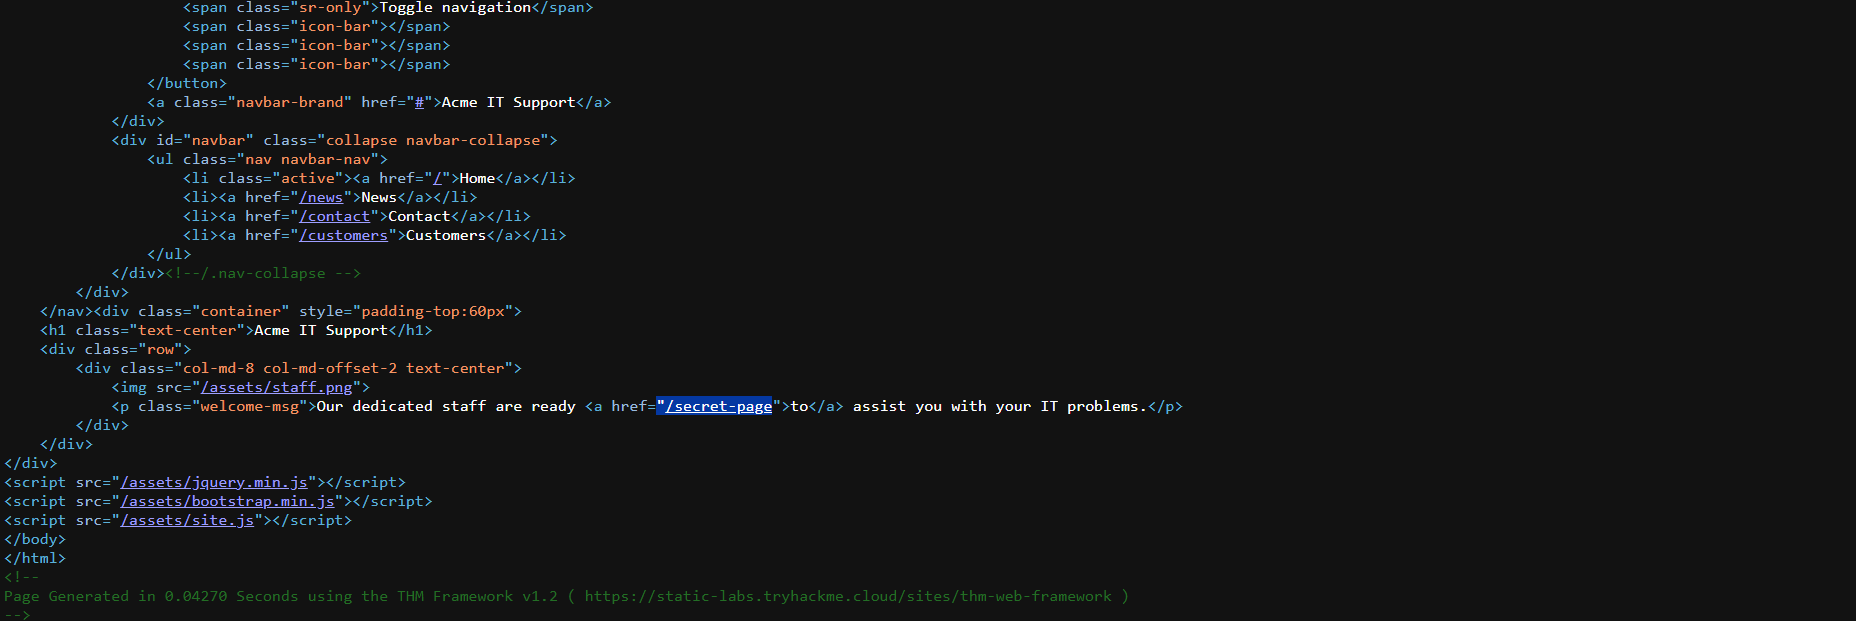 <span class="sr-only">Toggle navigation</span>
<span class="icon-bar"></span>
<span class="icon-bar"></span>
<span class="icon-bar"></span>
</button>
<a class="navbar-brand" href="#">Acme IT Support</a>
</div>
<div id="navbar" class="collapse navbar-collapse">
<ul class="nav navbar-nav">
<li class="active"><a href="/">Home</a></li>
<li><a href="/news">News</a></li>
<li><a href="/contact">Contact</a></li>
<li><a href="/customers">Customers</a></li>
</ul>
</div><!--/.nav-collapse -->
</div>
</nav><div class="container" style="padding-top:60px">
<h1 class="text-center">Acme IT Support</h1>
<div class="row">
<div class="col-md-8 col-md-offset-2 text-center">
<img src="/assets/staff.png">
<p class="welcome-msg">Our dedicated staff are ready <a href="/secret-page">to</a> assist you with your IT problems.</p>
</div>
</div>
</div>
<script src="/assets/jquery.min.js"></script>
<script src="/assets/bootstrap.min.js"></script>
<script src="/assets/site.js"></script>
</body>
</html>
<!--
Page Generated in 0.04270 Seconds using the THM Framework v1.2 ( https://static-labs.tryhackme.cloud/sites/thm-web-framework )
-->